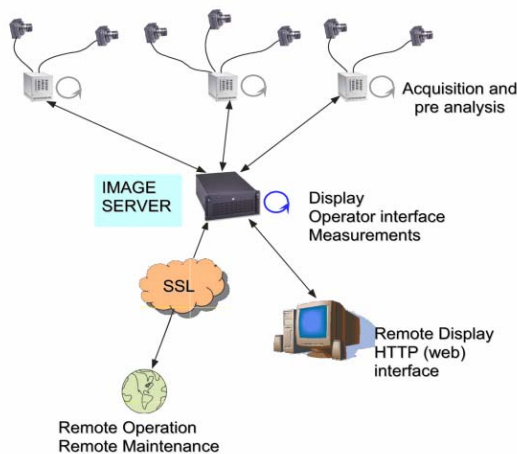 Acquisition and
pre analysis
IMAGE
SERVER
Display
Operator interface
Measurements
SSL
Remote Display
HTTP (web)
interface
Remote Operation
Remote Maintenance